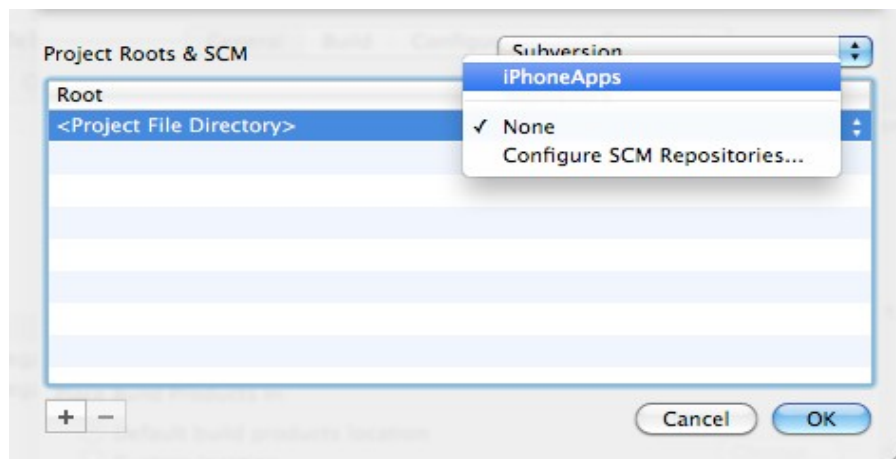 Project Roots & SCM
Subversion
iPhoneApps
Root
<Project File Directory>
✓ None
Configure SCM Repositories...
+ −
Cancel
OK